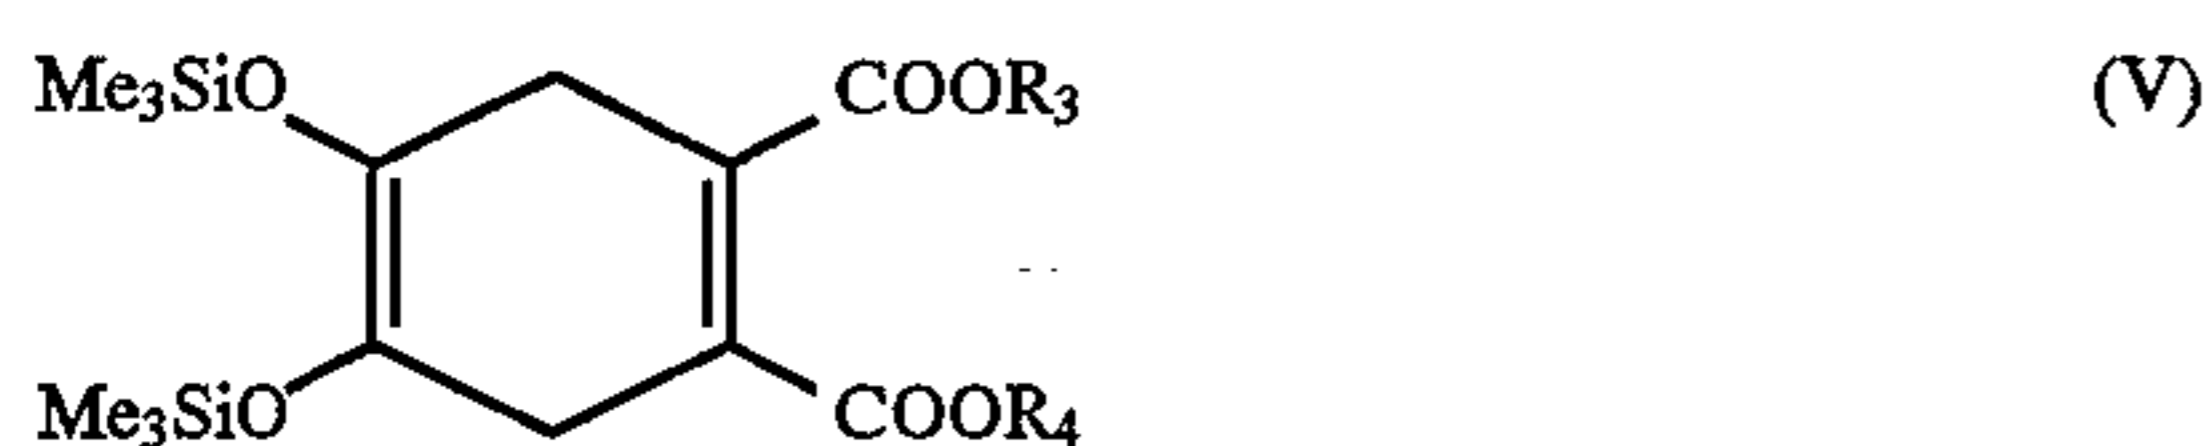 Me₃SiO COOR₃ (V)
Me₃SiO COOR₄